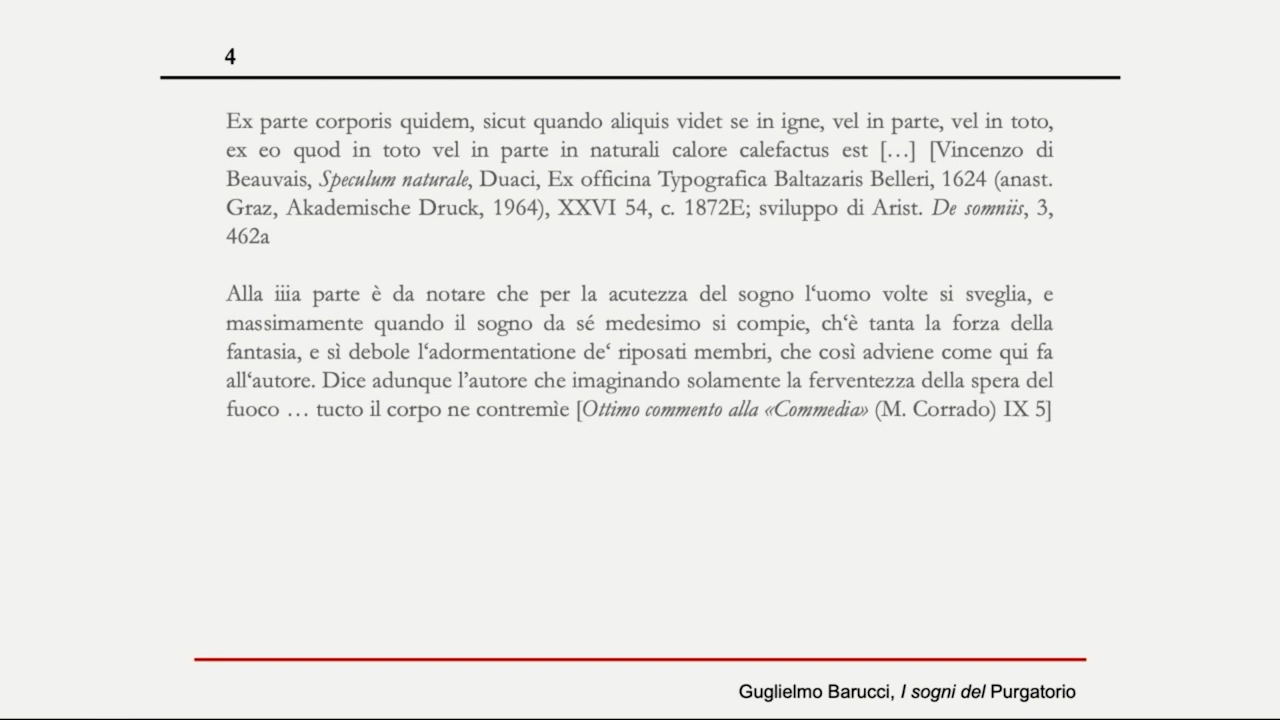 4
Ex parte corporis quidem, sicut quando aliquis videt se in igne, vel in parte, vel in toto,
ex eo quod in toto vel in parte in naturali calore calefactus est […] [Vincenzo di
Beauvais, Speculum naturale, Duaci, Ex officina Typografica Baltazaris Belleri, 1624 (anast.
Graz, Akademische Druck, 1964), XXVI 54, c. 1872E; sviluppo di Arist. De somniis, 3,
462a
Alla iiia parte è da notare che per la acutezza del sogno l‘uomo volte si sveglia, e
massimamente quando il sogno da sé medesimo si compie, ch‘è tanta la forza della
fantasia, e sì debole l‘adormentatione de‘ riposati membri, che così adviene come qui fa
all‘autore. Dice adunque l’autore che imaginando solamente la ferventezza della spera del
fuoco … tucto il corpo ne contremìe [Ottimo commento alla «Commedia» (M. Corrado) IX 5]
Guglielmo Barucci, I sogni del Purgatorio